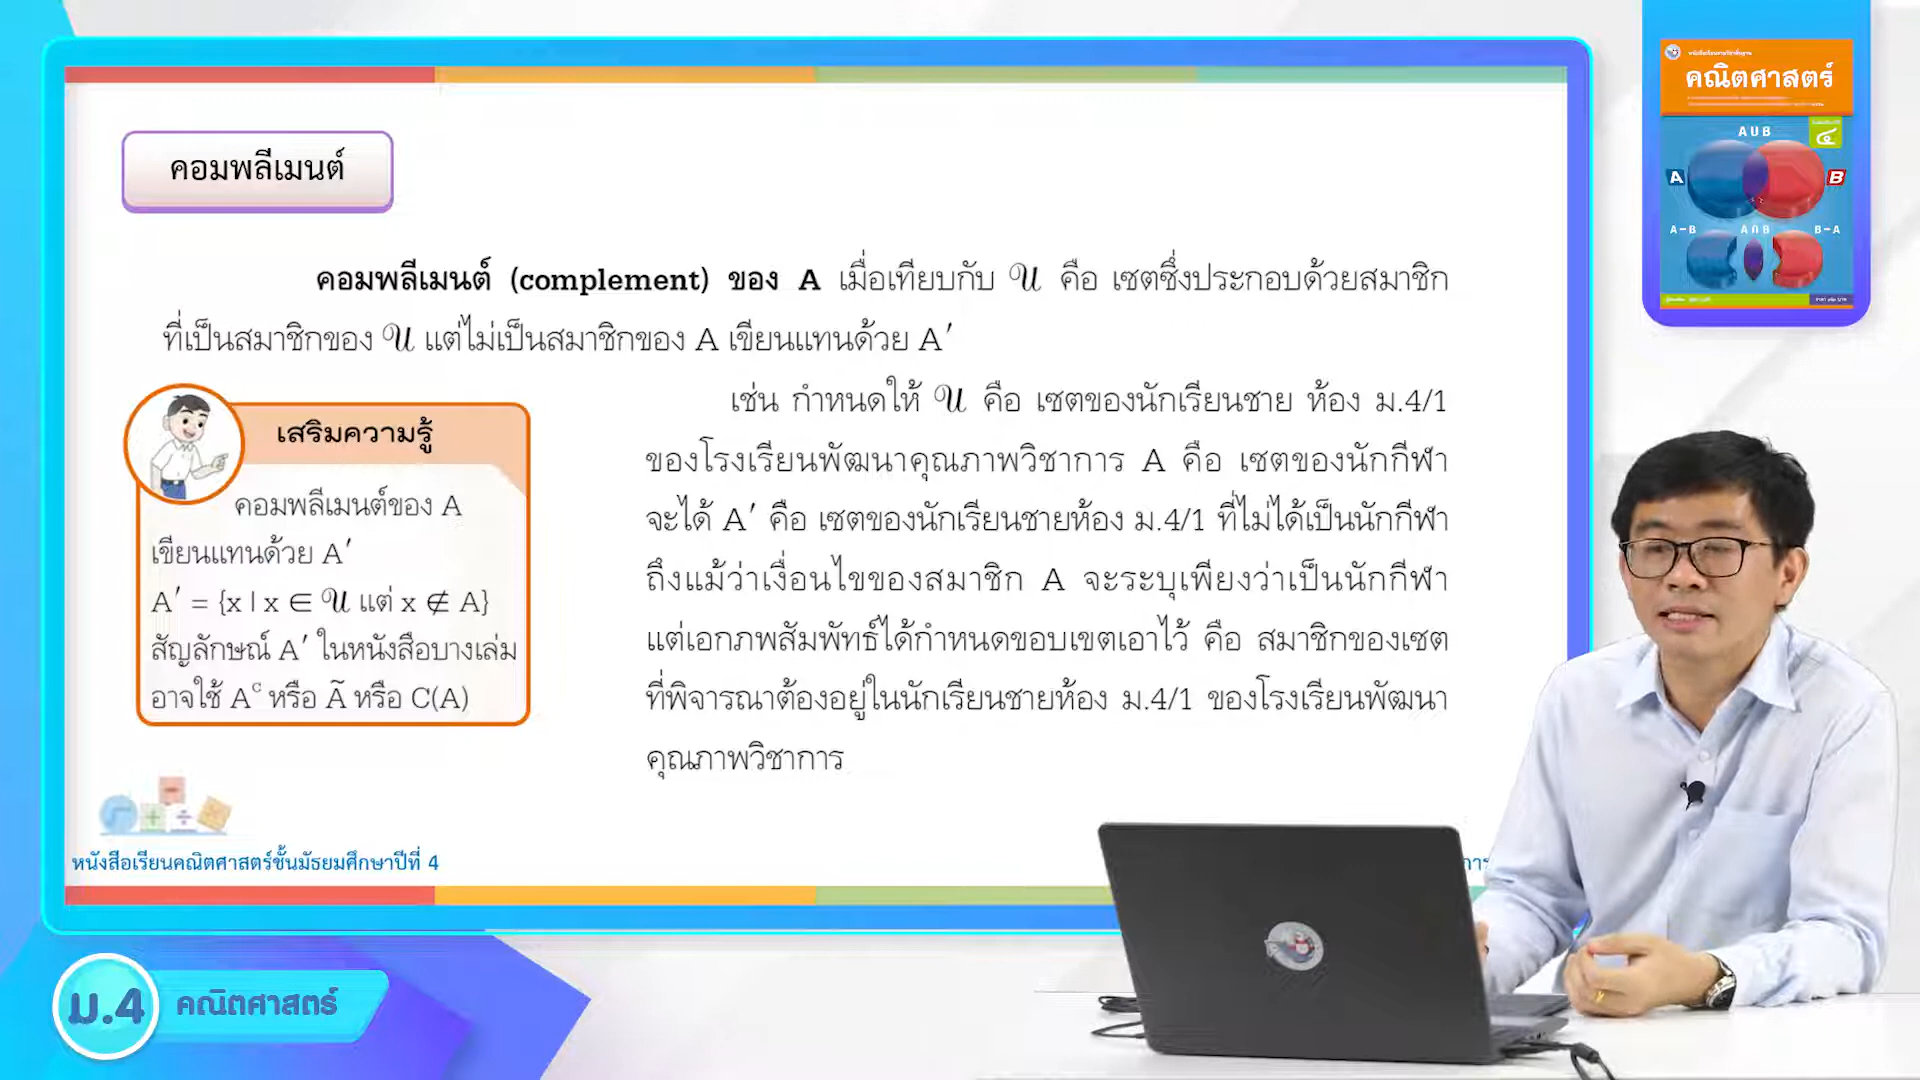 คณิตศาสตร์
A U B
๔
A
B
A-B
A ∩ B
B-A
คอมพลีเมนต์
คอมพลีเมนต์ (complement) ของ A เมื่อเทียบกับ 𝒰 คือ เซตซึ่งประกอบด้วยสมาชิก
ที่เป็นสมาชิกของ 𝒰 แต่ไม่เป็นสมาชิกของ A เขียนแทนด้วย A′
เสริมความรู้
คอมพลีเมนต์ของ A
เขียนแทนด้วย A′
A′ = {x | x ∈ 𝒰 แต่ x ∉ A}
สัญลักษณ์ A′ ในหนังสือบางเล่ม
อาจใช้ Aᶜ หรือ Ã หรือ C(A)
เช่น กำหนดให้ 𝒰 คือ เซตของนักเรียนชาย ห้อง ม.4/1
ของโรงเรียนพัฒนาคุณภาพวิชาการ A คือ เซตของนักกีฬา
จะได้ A′ คือ เซตของนักเรียนชายห้อง ม.4/1 ที่ไม่ได้เป็นนักกีฬา
ถึงแม้ว่าเงื่อนไขของสมาชิก A จะระบุเพียงว่าเป็นนักกีฬา
แต่เอกภพสัมพัทธ์ได้กำหนดขอบเขตเอาไว้ คือ สมาชิกของเซต
ที่พิจารณาต้องอยู่ในนักเรียนชายห้อง ม.4/1 ของโรงเรียนพัฒนา
คุณภาพวิชาการ
หนังสือเรียนคณิตศาสตร์ชั้นมัธยมศึกษาปีที่ 4
ม.4 คณิตศาสตร์